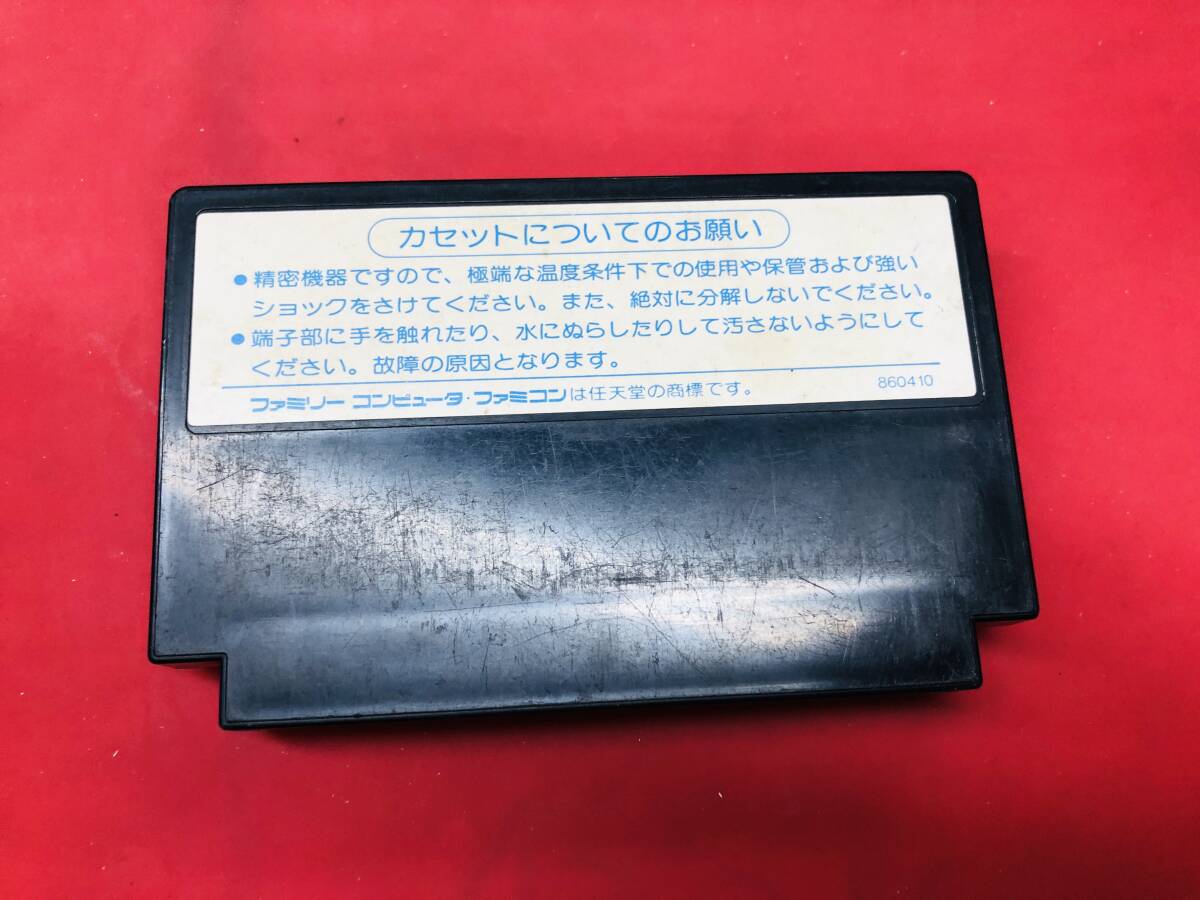 カセットについてのお願い
●精密機器ですので、極端な温度条件下での使用や保管および強い
ショックをさけてください。また、絶対に分解しないでください。
●端子部に手を触れたり、水にぬらしたりして汚さないようにして
ください。故障の原因となります。
ファミリー コンピュータ・ファミコンは任天堂の商標です。 860410